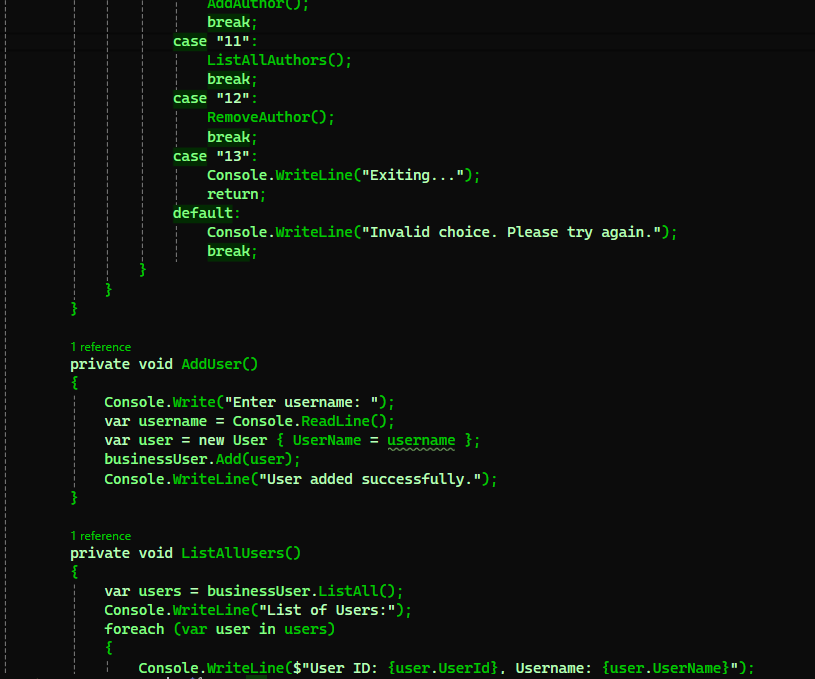 AddAuthor();
break;
case "11":
ListAllAuthors();
break;
case "12":
RemoveAuthor();
break;
case "13":
Console.WriteLine("Exiting...");
return;
default:
Console.WriteLine("Invalid choice. Please try again.");
break;
}
}
}
1 reference
private void AddUser()
{
Console.Write("Enter username: ");
var username = Console.ReadLine();
var user = new User { UserName = username };
businessUser.Add(user);
Console.WriteLine("User added successfully.");
}
1 reference
private void ListAllUsers()
{
var users = businessUser.ListAll();
Console.WriteLine("List of Users:");
foreach (var user in users)
{
Console.WriteLine($"User ID: {user.UserId}, Username: {user.UserName}");